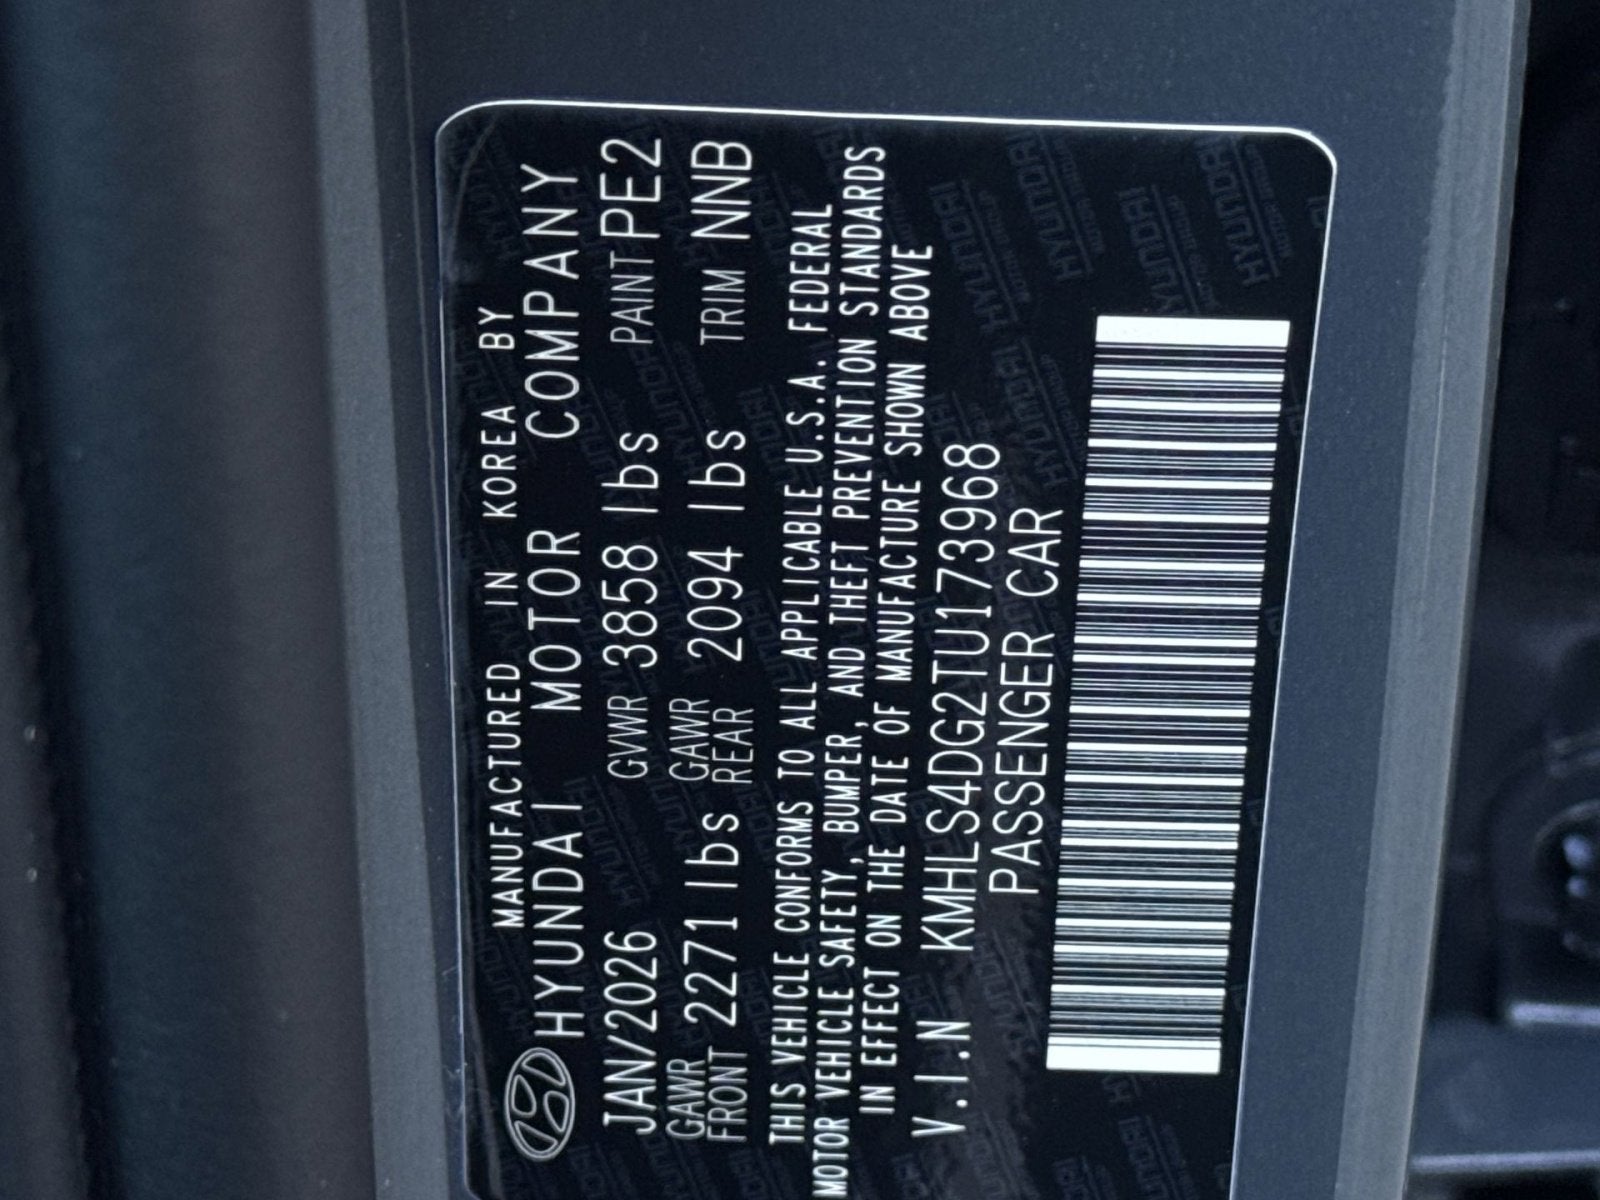 MANUFACTURED IN KOREA BY
HYUNDAI MOTOR COMPANY
JAN/2026 GVWR 3858 lbs PAINT PE2
GAWR FRONT 2271 lbs GAWR REAR 2094 lbs TRIM NNB
THIS VEHICLE CONFORMS TO ALL APPLICABLE U.S.A. FEDERAL
MOTOR VEHICLE SAFETY, BUMPER, AND THEFT PREVENTION STANDARDS
IN EFFECT ON THE DATE OF MANUFACTURE SHOWN ABOVE
V.I.N KMHLS4DG2TU173968
PASSENGER CAR